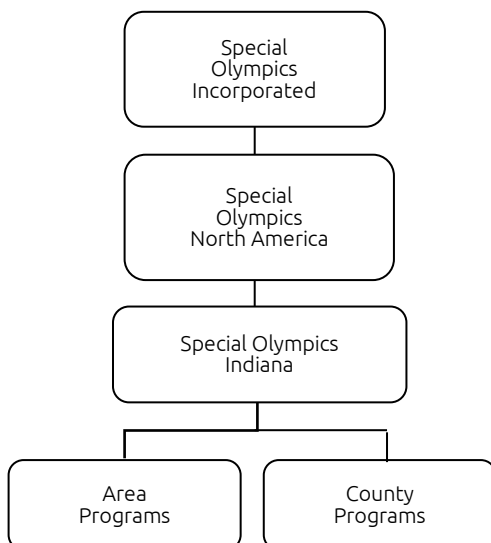 Special
Olympics
Incorporated
Special
Olympics
North America
Special Olympics
Indiana
Area
Programs
County
Programs